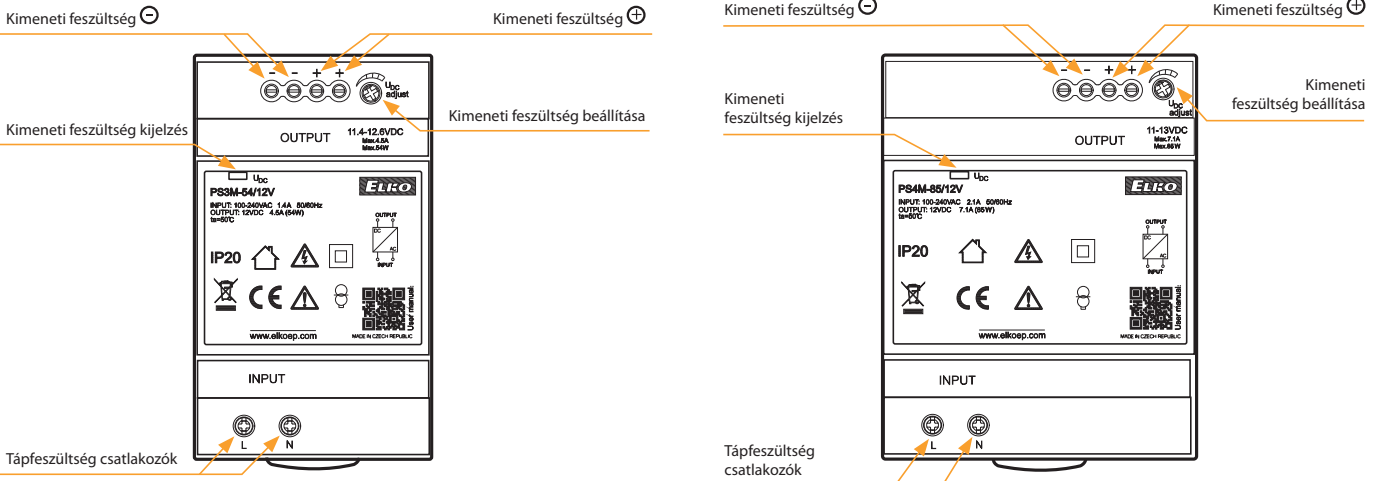 Kimeneti feszültség ⊖
Kimeneti feszültség ⊕
- - + +
UDC
adjust
Kimeneti feszültség beállítása
Kimeneti feszültség kijelzés
OUTPUT
11.4-12.6VDC
Max.4.5A
Max.54W
UDC
PS3M-54/12V
ELKO
INPUT: 100-240VAC 1.4A 50/60Hz
OUTPUT: 12VDC 4.5A (54W)
ta=50°C
OUTPUT
DC
AC
INPUT
IP20
CE
User manual:
www.elkoep.com
MADE IN CZECH REPUBLIC
INPUT
L N
Tápfeszültség csatlakozók
Kimeneti feszültség ⊖
Kimeneti feszültség ⊕
- - + +
UDC
adjust
Kimeneti
feszültség beállítása
Kimeneti
feszültség kijelzés
OUTPUT
11-13VDC
Max.7.1A
Max.85W
UDC
PS4M-85/12V
ELKO
INPUT: 100-240VAC 2.1A 50/60Hz
OUTPUT: 12VDC 7.1A (85W)
ta=50°C
OUTPUT
DC
AC
INPUT
IP20
CE
User manual:
www.elkoep.com
MADE IN CZECH REPUBLIC
INPUT
L N
Tápfeszültség
csatlakozók